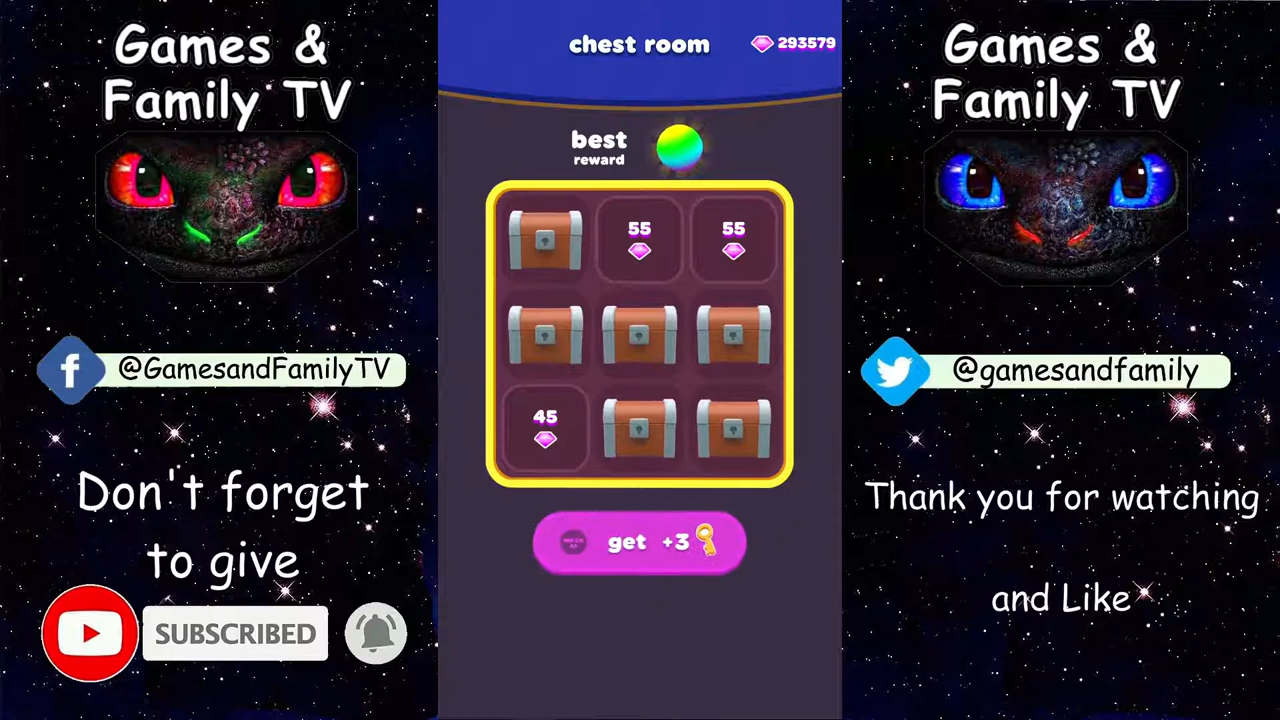 Games &
Family TV
@GamesandFamilyTV
Don't forget
to give
SUBSCRIBED
chest room
293579
best
reward
55
55
45
get +3
Games &
Family TV
@gamesandfamily
Thank you for watching
and Like